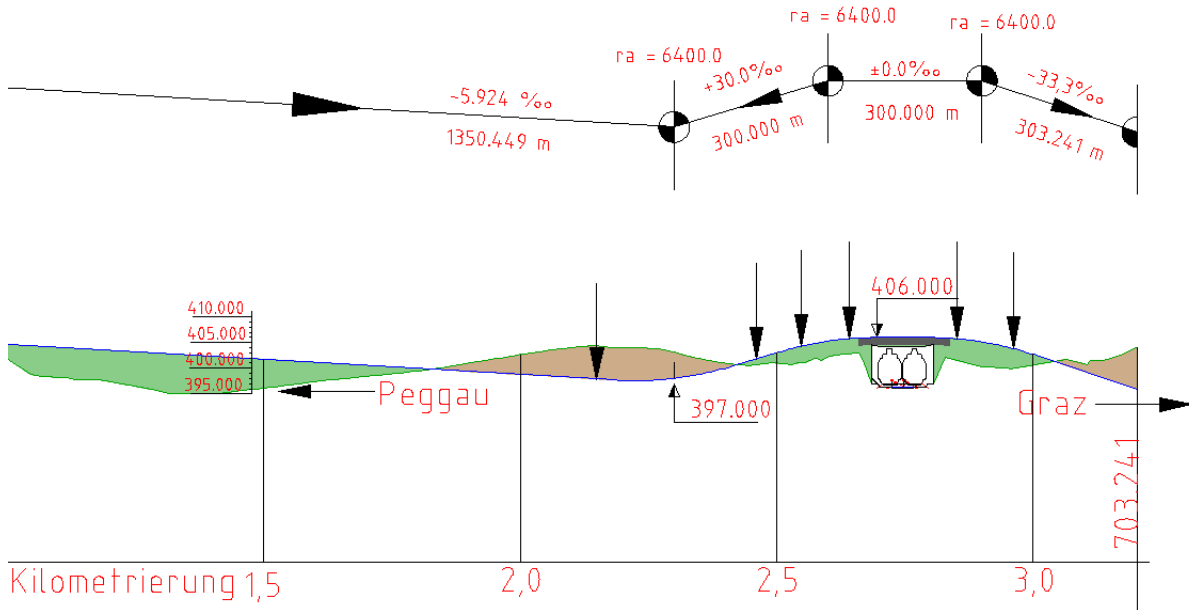 ra = 6400.0
ra = 6400.0
ra = 6400.0
-5.924 ‰
1350.449 m
+30.0‰
300.000 m
±0.0‰
300.000 m
-33,3‰
303.241 m
410.000
405.000
400.000
395.000
Peggau
397.000
406.000
Graz
703.241
Kilometrierung 1,5
2,0
2,5
3,0